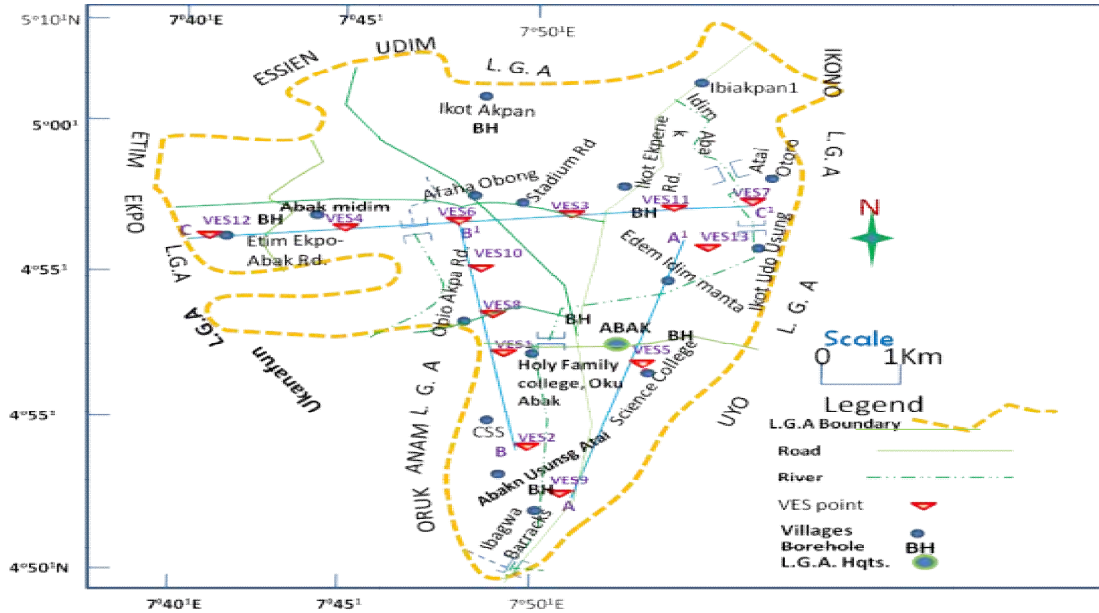 7°40¹E
7°45¹
7°50¹E
5°10¹N
ESSIEN
UDIM
L. G. A
IKONO
L. G. A
Ikot Akpan
BH
Ibiakpan1
Idim
Aba
k
5°00¹
ETIM
EKPO
L.G.A
Afaha Obong
Stadium Rd
Ikot Ekpene
Rd.
Atai
Otoro
C
VES12
BH
Abak midim
VES4
VES6
B¹
VES3
BH
VES11
VES7
C¹
Etim Ekpo-
Abak Rd.
A¹
VES13
N
Edem Idim manta
Ikot Udo Usung
4°55¹
VES10
Obio Akpa Rd
VES8
BH
ABAK
BH
L. G. A
L.G.A
Ukanafun
VES1
VES5
Holy Family
college, Oku
Abak
Science College
UYO
Scale
0 1Km
Legend
L.G.A Boundary
Road
River
VES point
Villages
Borehole BH
L.G.A. Hqts.
4°55¹
ORUK ANAM L. G. A
CSS
VES2
B
Abakn Usunsg Atai
BH
VES9
A
Ibagwa
Barracks
4°50¹N
7°40¹E
7°45¹
7°50¹E